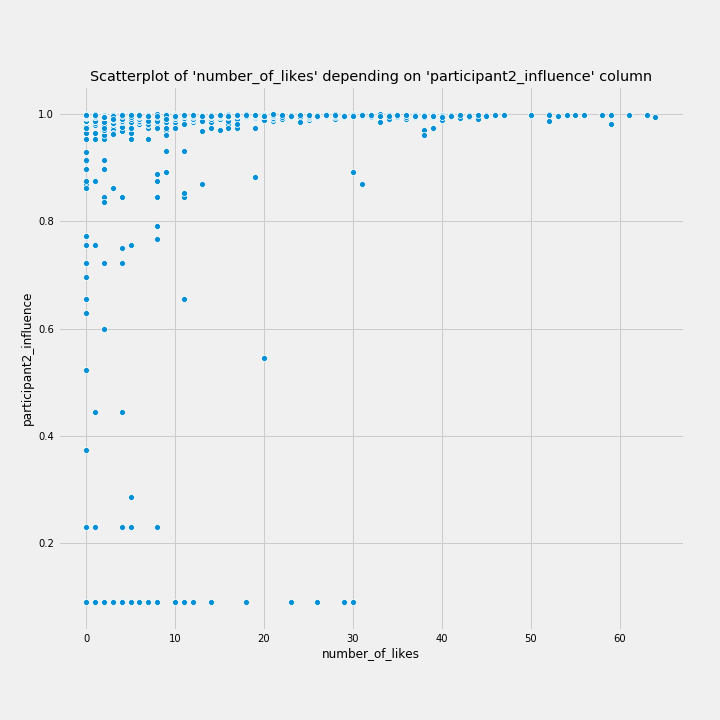 Scatterplot of 'number_of_likes' depending on 'participant2_influence' column
participant2_influence
1.0
0.8
0.6
0.4
0.2
0 10 20 30 40 50 60
number_of_likes